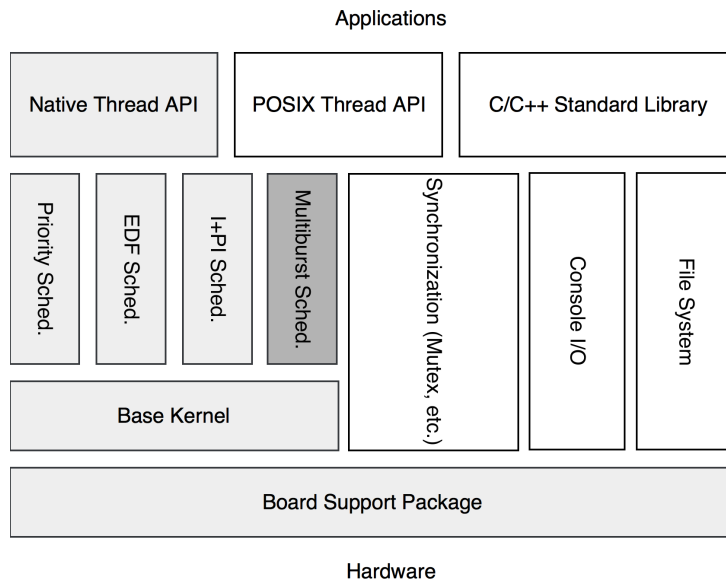 Applications
Native Thread API
POSIX Thread API
C/C++ Standard Library
Priority Sched.
EDF Sched.
I+PI Sched.
Multiburst Sched.
Synchronization (Mutex, etc.)
Console I/O
File System
Base Kernel
Board Support Package
Hardware